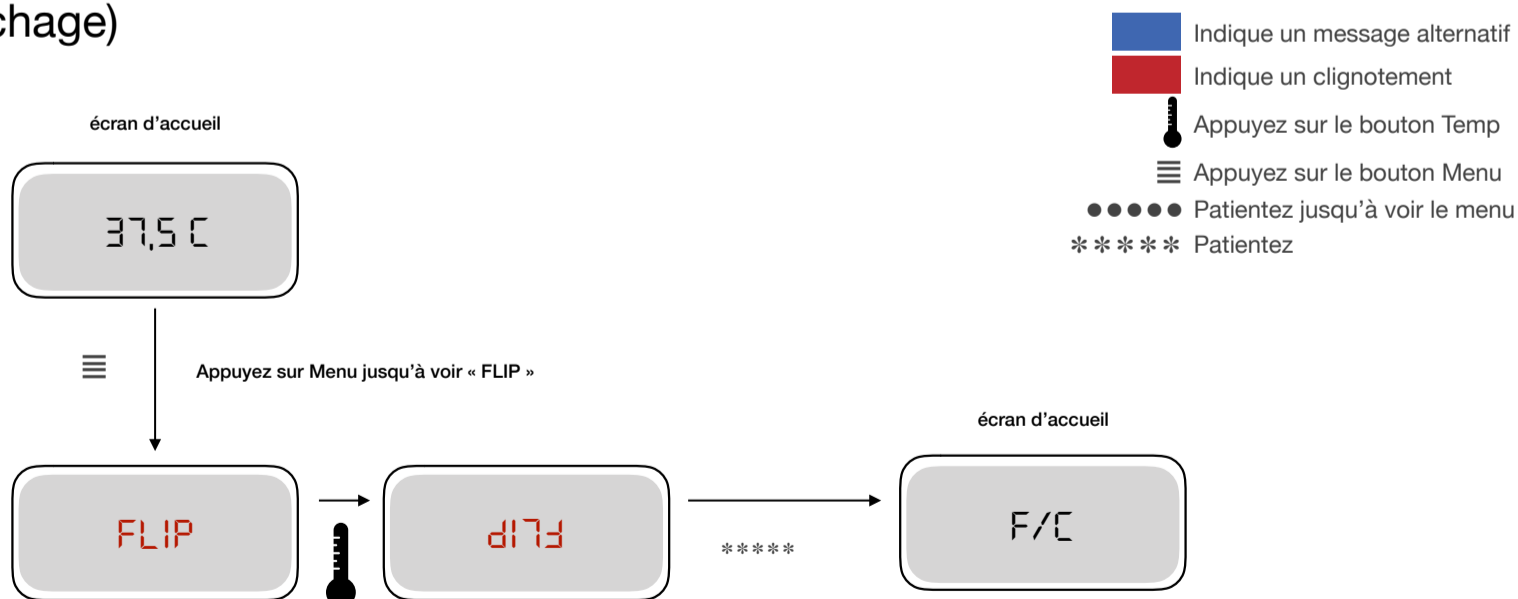 chage)
Indique un message alternatif
Indique un clignotement
Appuyez sur le bouton Temp
Appuyez sur le bouton Menu
Patientez jusqu'à voir le menu
***** Patientez
écran d'accueil
37,5 C
Appuyez sur Menu jusqu'à voir « FLIP »
écran d'accueil
FLIP
FLIP
*****
F/C